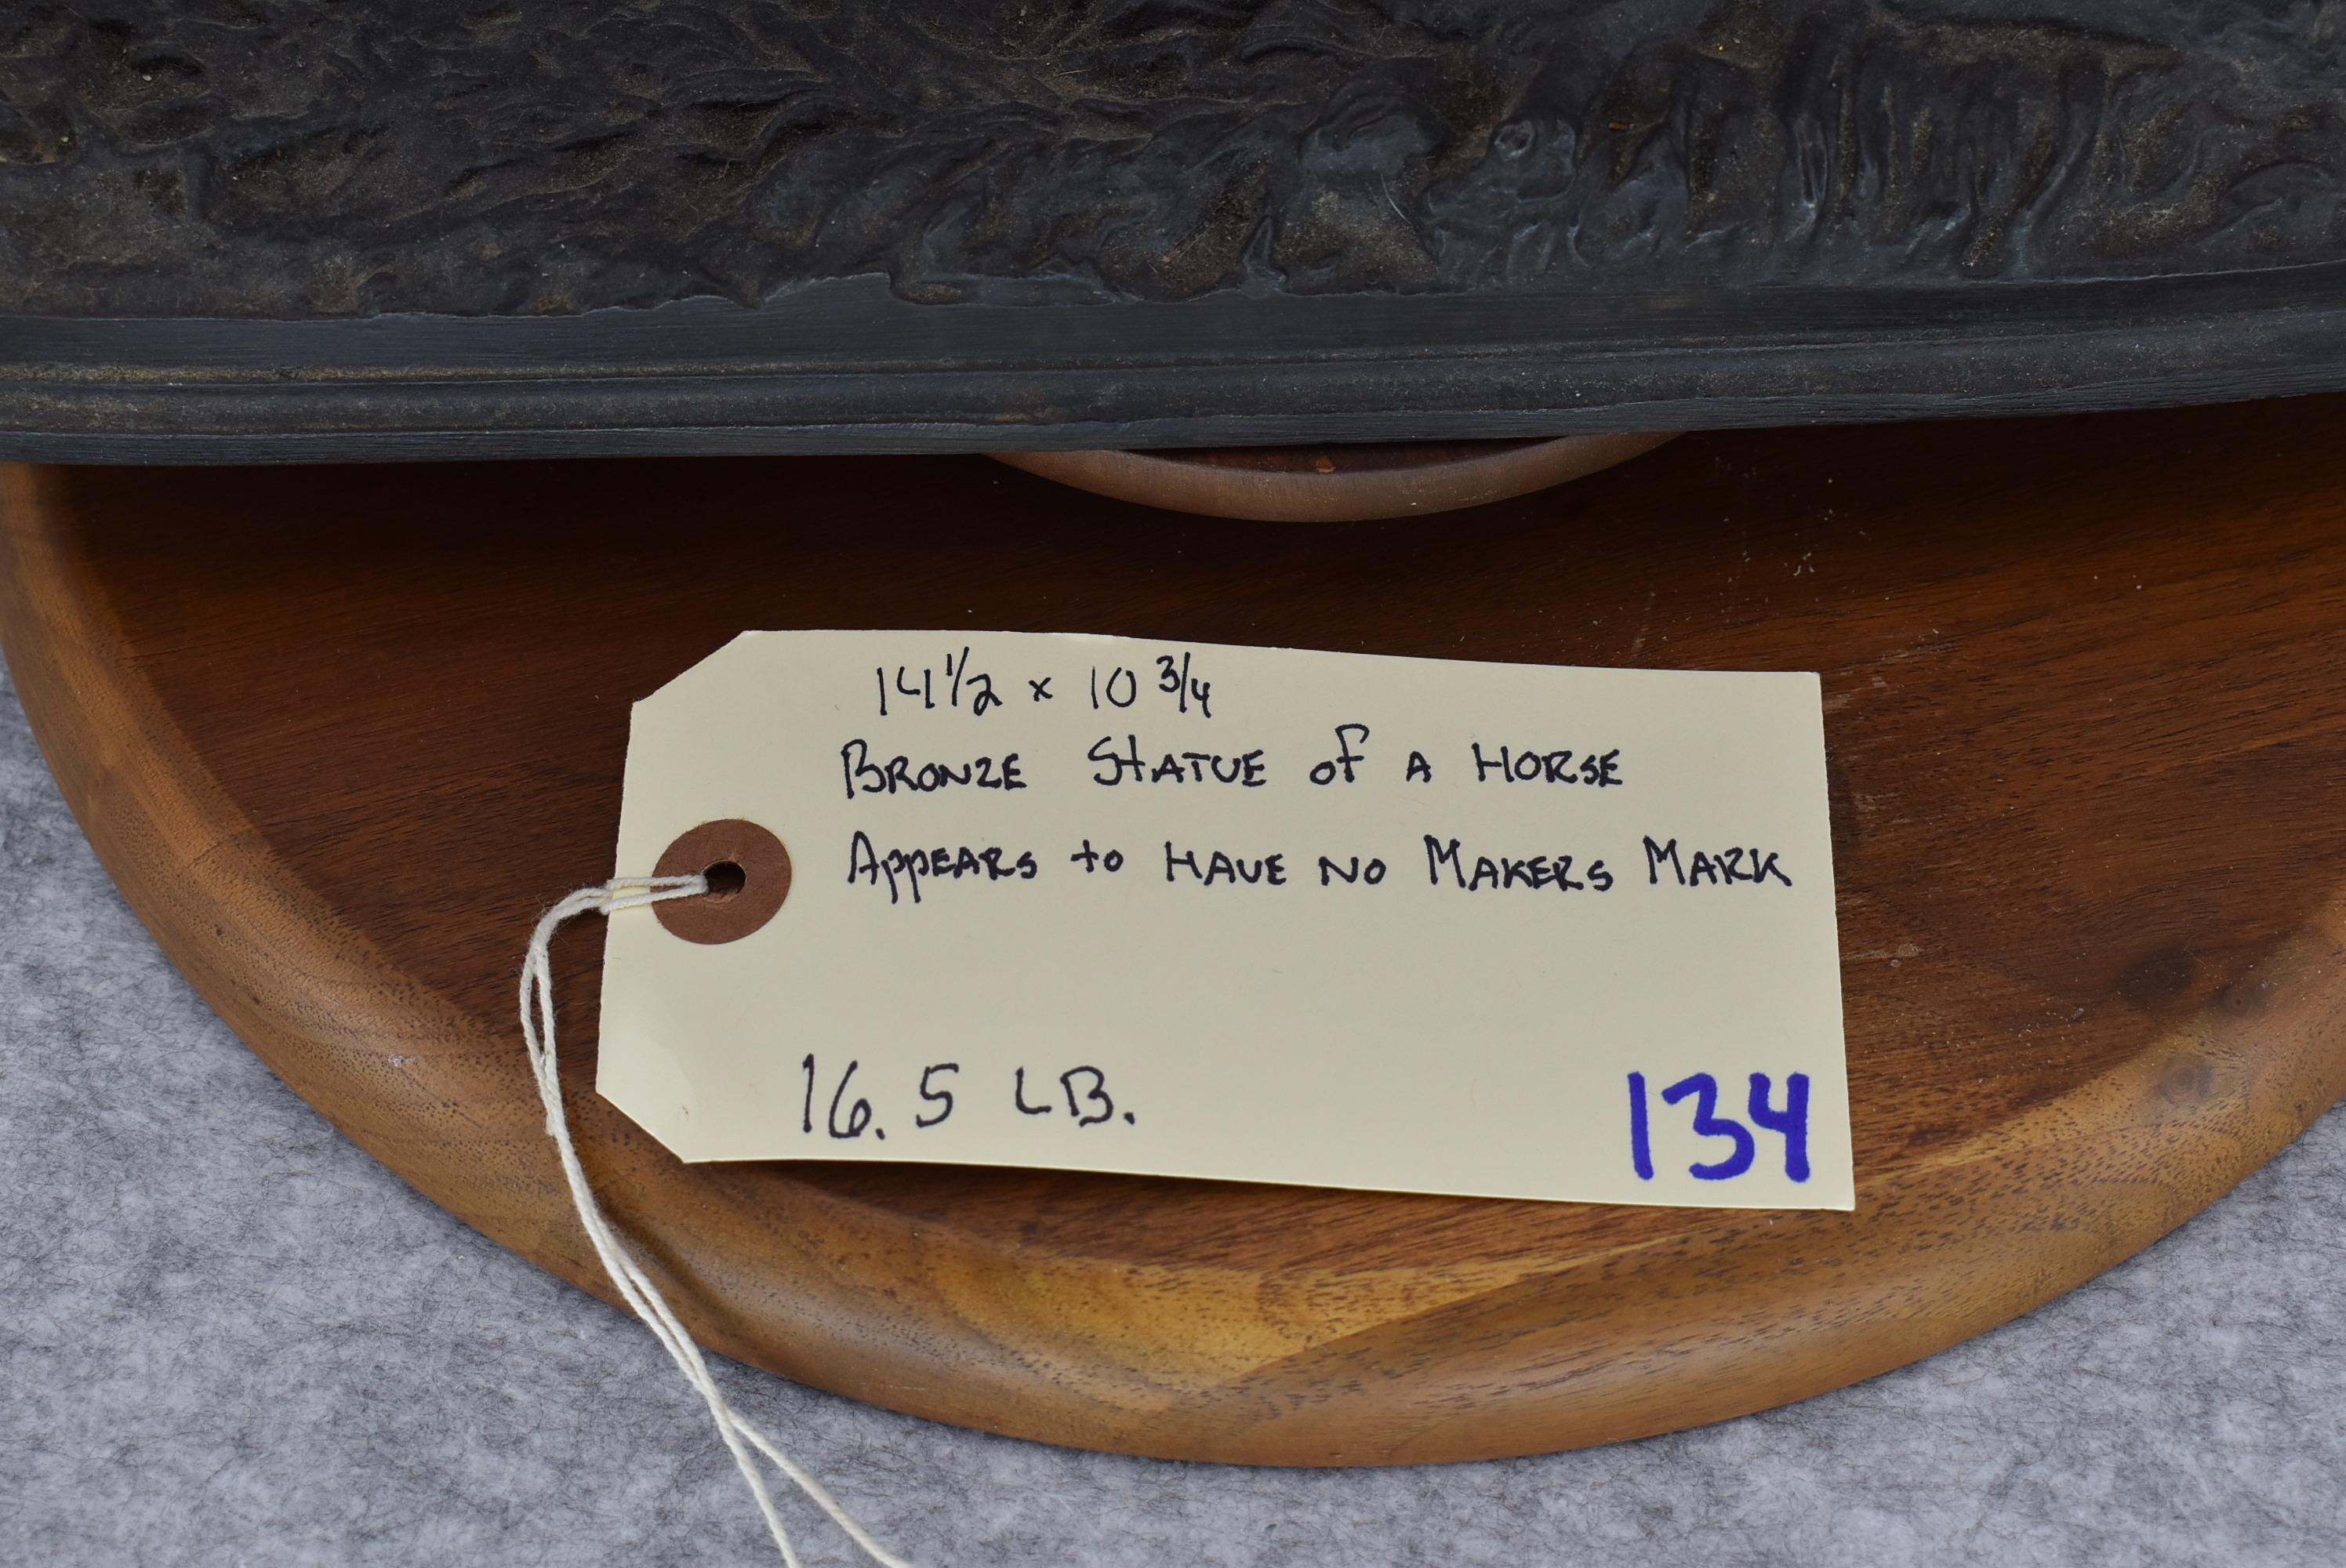 14 1/2 x 10 3/4
BRONZE STATUE of A HORSE
APPEARS to HAVE NO MAKERS MARK
16.5 LB.
134